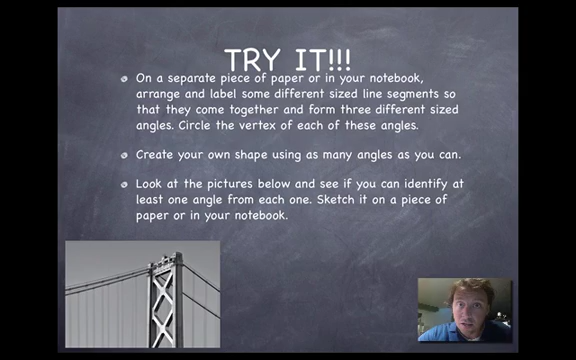 TRY IT!!!
On a separate piece of paper or in your notebook,
arrange and label some different sized line segments so
that they come together and form three different sized
angles. Circle the vertex of each of these angles.
Create your own shape using as many angles as you can.
Look at the pictures below and see if you can identify at
least one angle from each one. Sketch it on a piece of
paper or in your notebook.